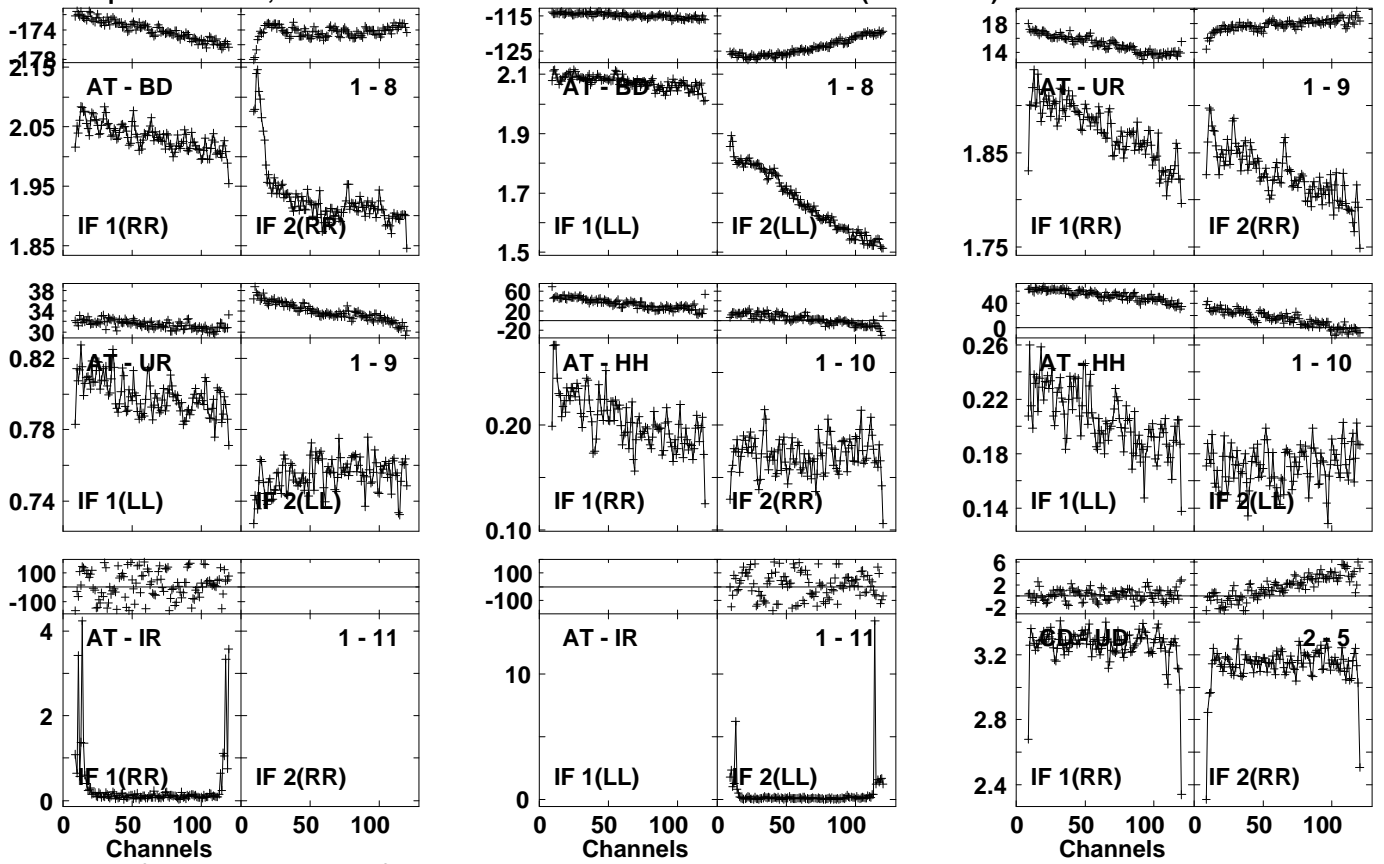 -174
-178
-115
-125
18
14
2.15
2.05
1.95
1.85
AT - BD
1 - 8
IF 1(RR)
IF 2(RR)
2.1
1.9
1.7
1.5
AT - BD
1 - 8
IF 1(LL)
IF 2(LL)
1.85
1.75
AT - UR
1 - 9
IF 1(RR)
IF 2(RR)
38
34
30
60
20
-20
40
0
0.82
0.78
0.74
AT - UR
1 - 9
IF 1(LL)
IF 2(LL)
0.20
0.10
AT - HH
1 - 10
IF 1(RR)
IF 2(RR)
0.26
0.22
0.18
0.14
AT - HH
1 - 10
IF 1(LL)
IF 2(LL)
100
-100
100
-100
6
2
-2
4
2
0
AT - IR
1 - 11
IF 1(RR)
IF 2(RR)
10
0
AT - IR
1 - 11
IF 1(LL)
IF 2(LL)
3.2
2.8
2.4
CD - UD
2 - 5
IF 1(RR)
IF 2(RR)
0 50 100 0 50 100
Channels
0 50 100 0 50 100
Channels
0 50 100 0 50 100
Channels